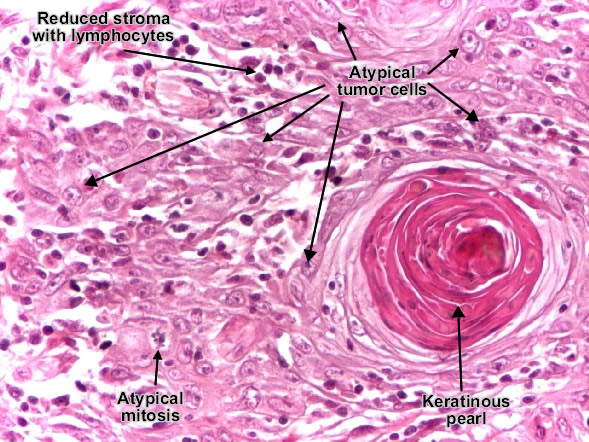 Reduced stroma
with lymphocytes
Atypical
tumor cells
Atypical
mitosis
Keratinous
pearl